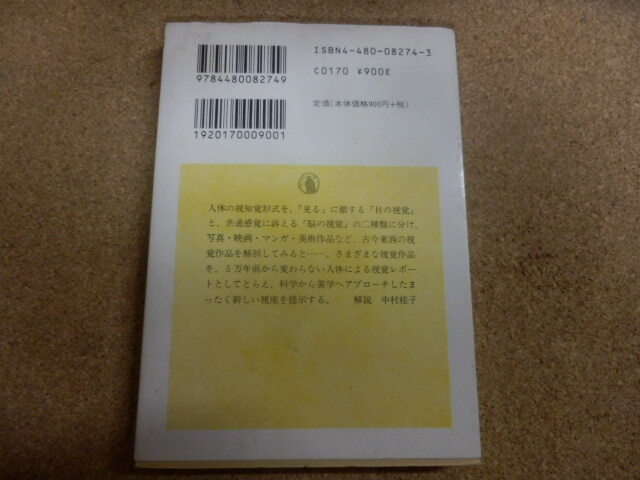 ISBN4-480-08274-3
9784480082749
C0170 ¥900E
定価(本体価格900円+税)
1920170009001
人体の視知覚形式を、「見る」に徹する「目の視覚」
と、共通感覚に訴える「脳の視覚」の二種類に分け、
写真・映画・マンガ・美術作品など、古今東西の視
覚作品を解剖してみると……。さまざまな視覚作品
を、5万年前から変わらない人体による視覚レポー
トとしてとらえ、科学から美学へアプローチしたま
ったく新しい視座を提示する。 解説 中村桂子